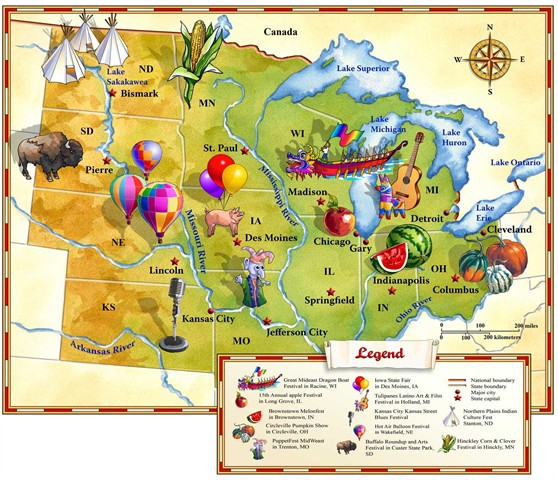 Canada
ND
Lake
Sakakawea
Bismark
MN
Lake Superior
N
W
E
S
SD
St. Paul
WI
Lake
Michigan
Lake
Huron
Lake Ontario
Pierre
Mississippi River
Madison
MI
Detroit
Lake
Erie
Cleveland
NE
Missouri River
IA
Des Moines
Chicago
Gary
Lincoln
IL
Indianapolis
OH
Columbus
KS
Springfield
IN
Ohio River
Kansas City
Jefferson City
MO
Arkansas River
0
100
200 miles
0
100
200 kilometers
Legend
Great Mideast Dragon Boat
Festival in Racine, WI
15th Annual apple Festival
in Long Grove, IL
Brownstown Melonfest
in Brownstown, IN
Circleville Pumpkin Show
in Circleville, OH
PuppetFest MidWeast
in Trenton, MO
Iowa State Fair
in Des Moines, IA
Tulipanes Latino Art & Film
Festival in Holland, MI
Kansas City Kansas Street
Blues Festival
Hot Air Balloon Festival
in Wakefield, NE
Buffalo Roundup and Arts
Festival in Custer State Park,
SD
National boundary
State boundary
Major city
State capital
Northern Plains Indian
Culture Fest
Stanton, ND
Hinckley Corn & Clover
Festival in Hinckly, MN